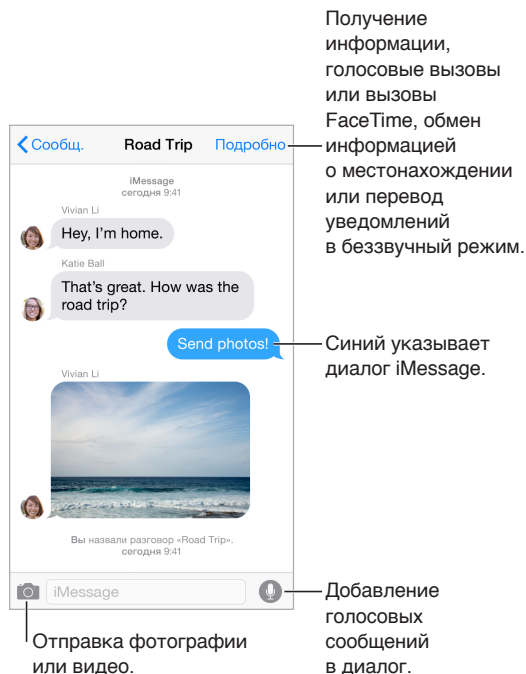 Получение
информации,
голосовые вызовы
или вызовы
FaceTime, обмен
информацией
о местонахождении
или перевод
уведомлений
в беззвучный режим.
Сообщ. Road Trip Подробно
iMessage
сегодня 9:41
Vivian Li
Hey, I'm home.
Katie Ball
That's great. How was the
road trip?
Send photos!
Синий указывает
диалог iMessage.
Vivian Li
Вы назвали разговор «Road Trip».
сегодня 9:41
iMessage
Добавление
голосовых
сообщений
в диалог.
Отправка фотографии
или видео.